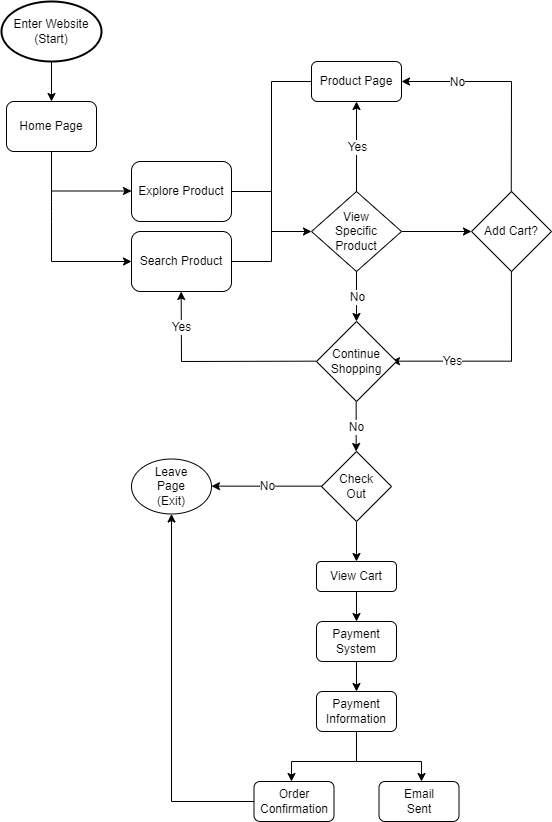 Enter Website
(Start)
Home Page
Product Page
No
Yes
Explore Product
View
Specific
Product
Add Cart?
Search Product
No
Yes
Continue
Shopping
Yes
No
Leave
Page
(Exit)
No
Check
Out
View Cart
Payment
System
Payment
Information
Order
Confirmation
Email
Sent